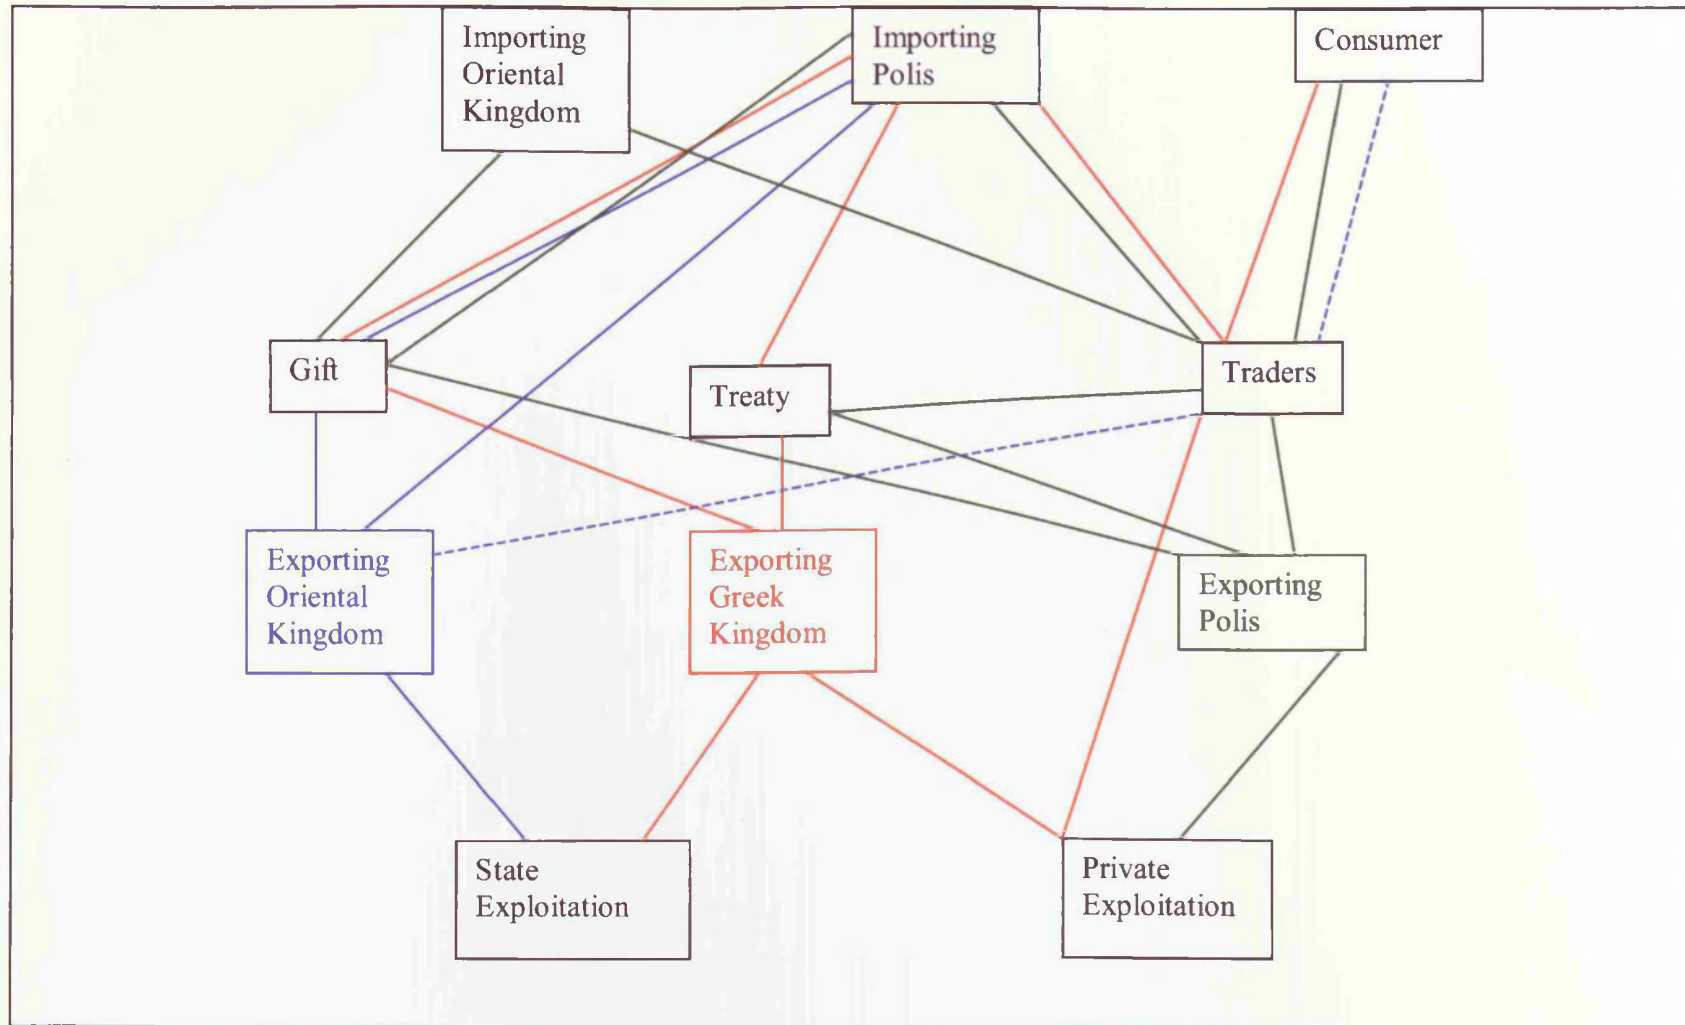 Importing
Oriental
Kingdom
Importing
Polis
Consumer
Gift
Treaty
Traders
Exporting
Oriental
Kingdom
Exporting
Greek
Kingdom
Exporting
Polis
State
Exploitation
Private
Exploitation